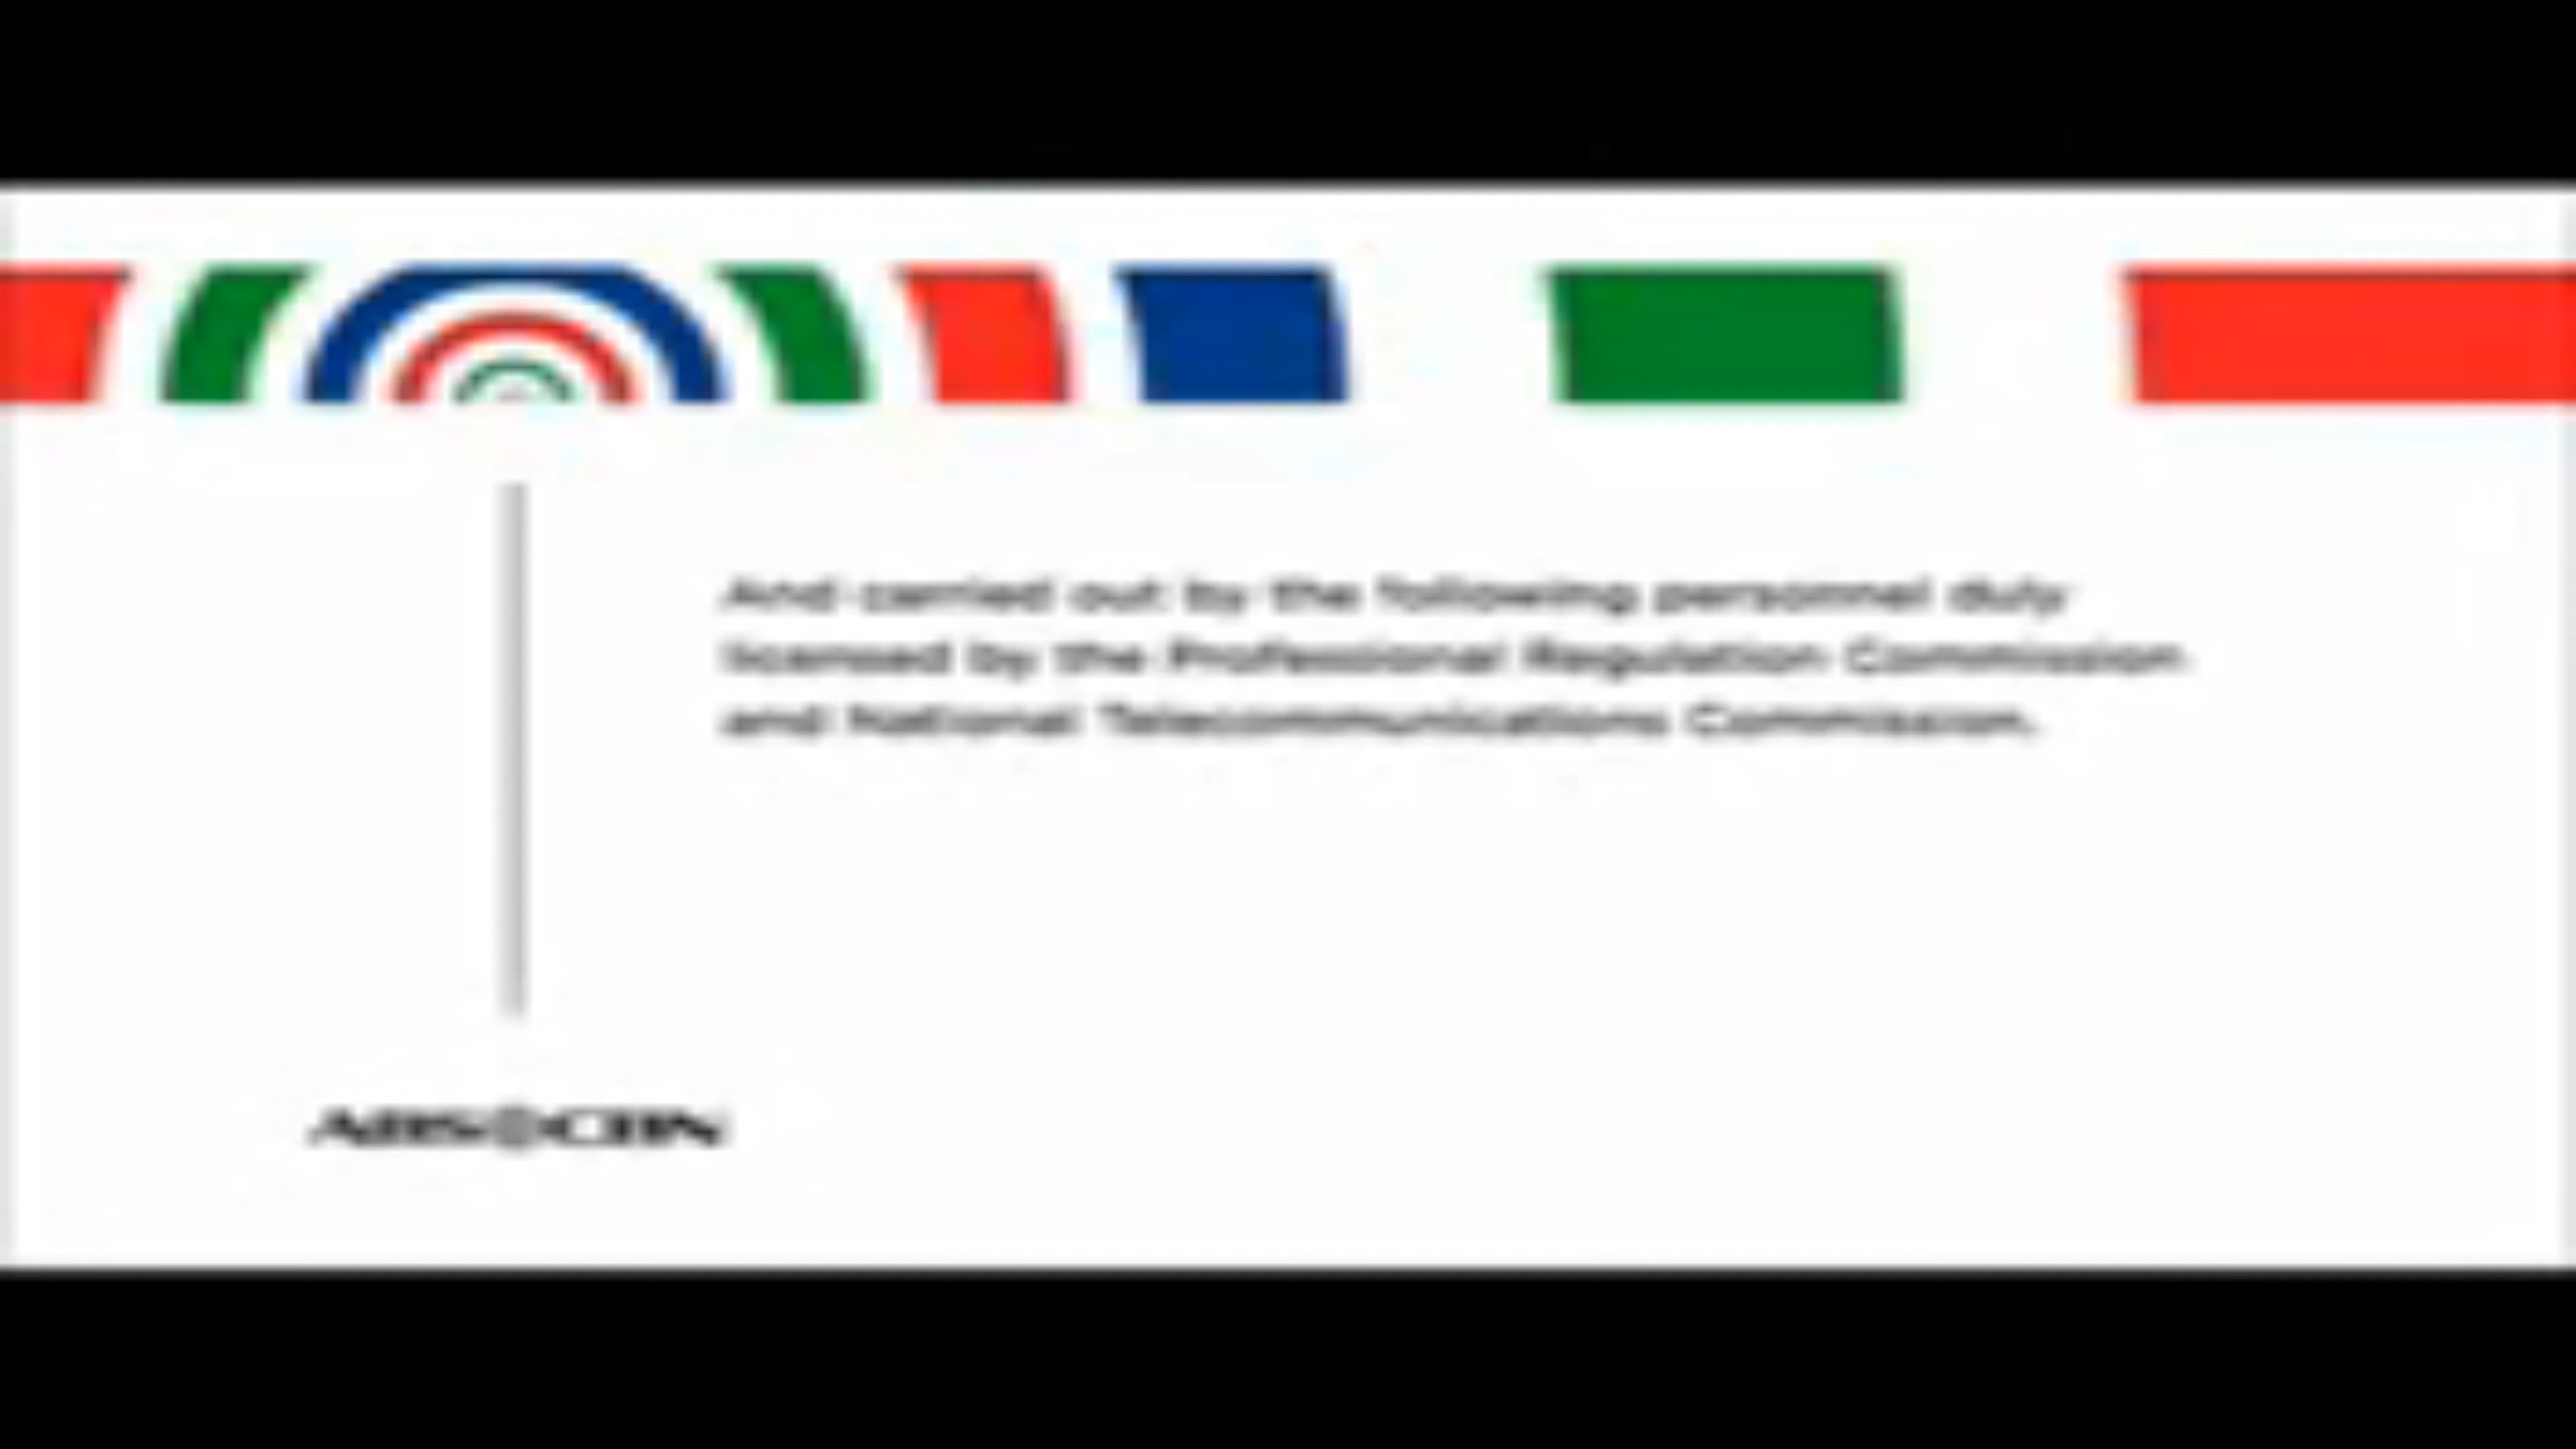 And carried out by the following personnel duly
licensed by the Professional Regulation Commission
and National Telecommunications Commission.
ABS-CBN